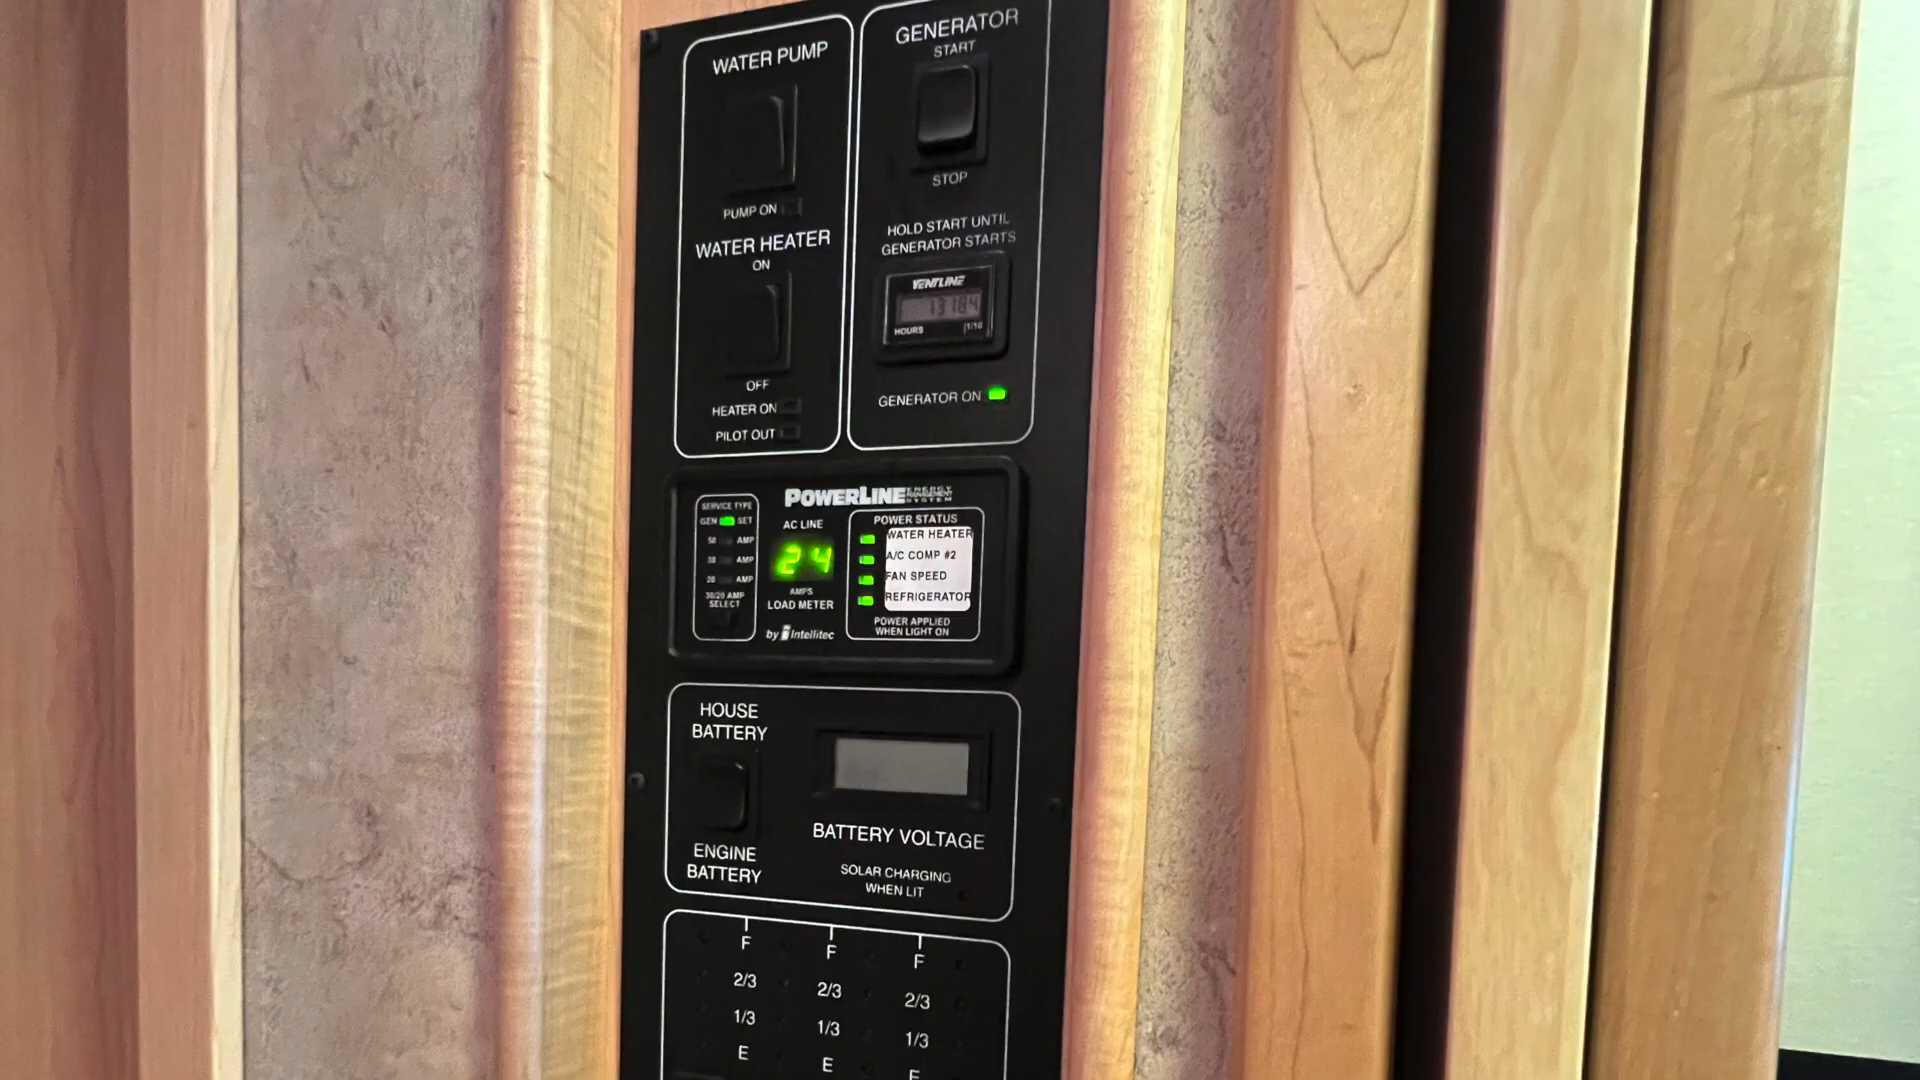 WATER PUMP
PUMP ON
WATER HEATER
ON
OFF
HEATER ON
PILOT OUT
GENERATOR
START
STOP
HOLD START UNTIL
GENERATOR STARTS
VENTLINE
1318.4
HOURS 1/10
GENERATOR ON
POWERLINE ENERGY
MANAGEMENT
SYSTEM
SERVICE TYPE
GEN SET
50 AMP
30 AMP
20 AMP
30/20 AMP
SELECT
AC LINE
24
AMPS
LOAD METER
by Intellitec
POWER STATUS
WATER HEATER
A/C COMP #2
FAN SPEED
REFRIGERATOR
POWER APPLIED
WHEN LIGHT ON
HOUSE
BATTERY
ENGINE
BATTERY
BATTERY VOLTAGE
SOLAR CHARGING
WHEN LIT
F F F
2/3 2/3 2/3
1/3 1/3 1/3
E E E